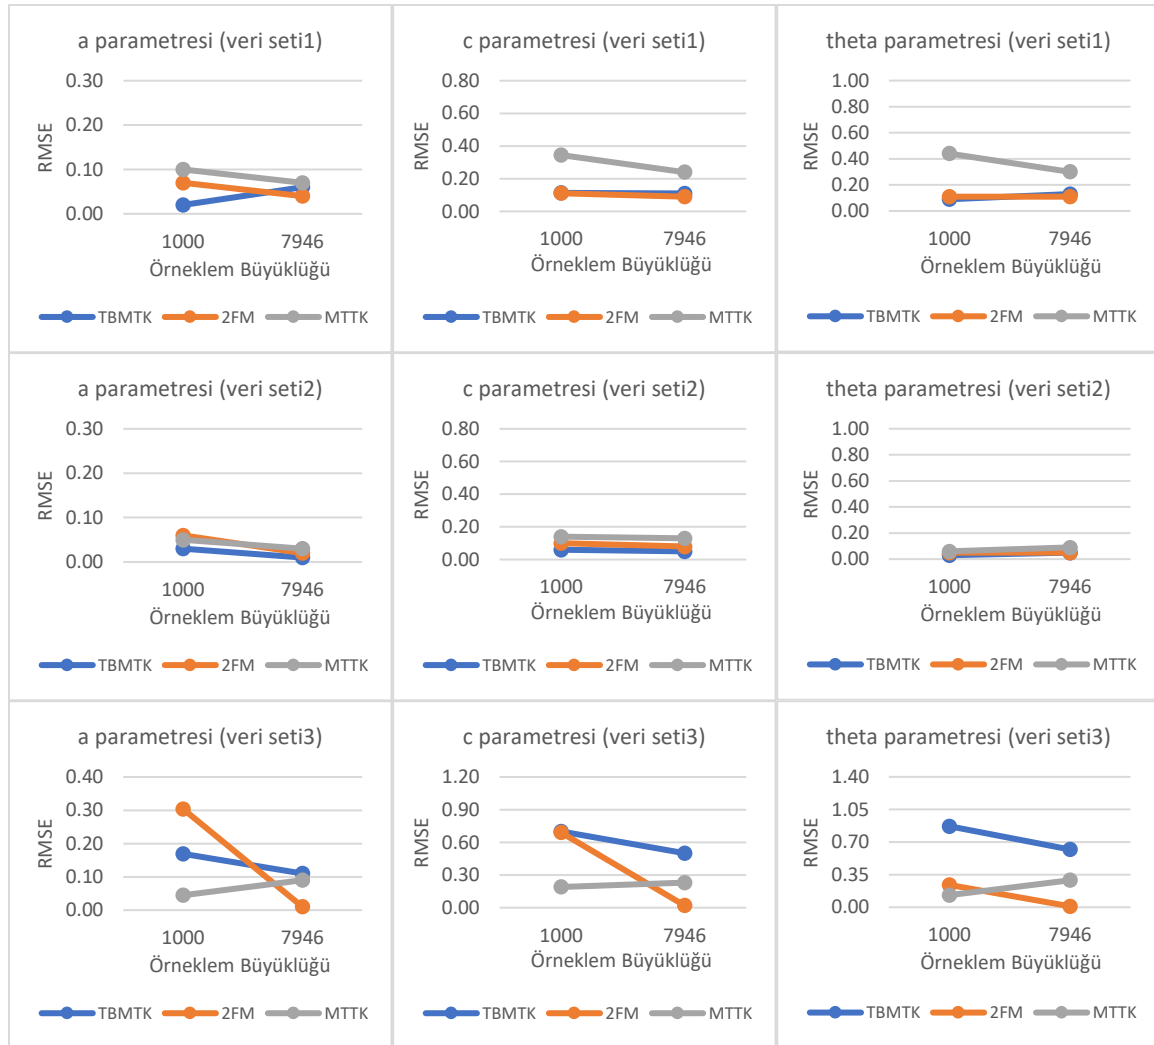 a parametresi (veri seti1)
0.30
0.20
0.10
0.00
RMSE
1000 7946
Örneklem Büyüklüğü
TBMTK 2FM MTTK
c parametresi (veri seti1)
0.80
0.60
0.40
0.20
0.00
RMSE
1000 7946
Örneklem Büyüklüğü
TBMTK 2FM MTTK
theta parametresi (veri seti1)
1.00
0.80
0.60
0.40
0.20
0.00
RMSE
1000 7946
Örneklem Büyüklüğü
TBMTK 2FM MTTK
a parametresi (veri seti2)
0.30
0.20
0.10
0.00
RMSE
1000 7946
Örneklem Büyüklüğü
TBMTK 2FM MTTK
c parametresi (veri seti2)
0.80
0.60
0.40
0.20
0.00
RMSE
1000 7946
Örneklem Büyüklüğü
TBMTK 2FM MTTK
theta parametresi (veri seti2)
1.00
0.80
0.60
0.40
0.20
0.00
RMSE
1000 7946
Örneklem Büyüklüğü
TBMTK 2FM MTTK
a parametresi (veri seti3)
0.40
0.30
0.20
0.10
0.00
RMSE
1000 7946
Örneklem Büyüklüğü
TBMTK 2FM MTTK
c parametresi (veri seti3)
1.20
0.90
0.60
0.30
0.00
RMSE
1000 7946
Örneklem Büyüklüğü
TBMTK 2FM MTTK
theta parametresi (veri seti3)
1.40
1.05
0.70
0.35
0.00
RMSE
1000 7946
Örneklem Büyüklüğü
TBMTK 2FM MTTK